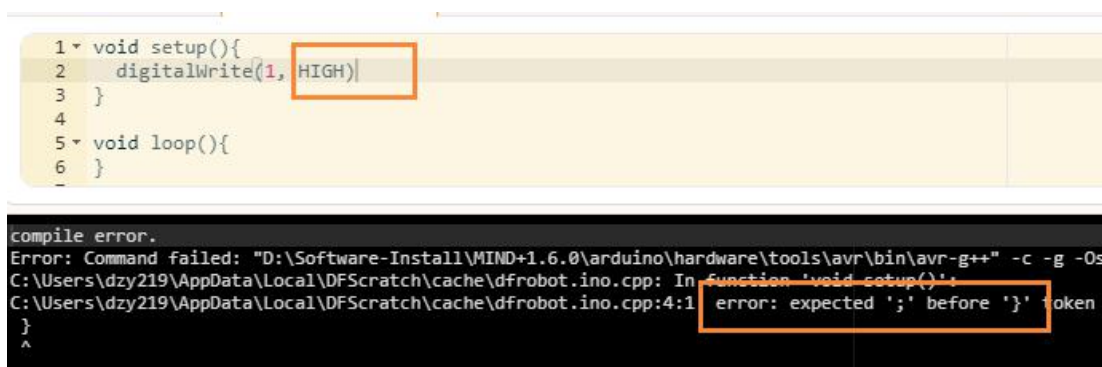 1 void setup(){
2 digitalWrite(1, HIGH)
3 }
4
5 void loop(){
6 }
compile error.
Error: Command failed: "D:\Software-Install\MIND+1.6.0\arduino\hardware\tools\avr\bin\avr-g++" -c -g -Os
C:\Users\dzy219\AppData\Local\DFScratch\cache\dfrobot.ino.cpp: In function 'void setup()':
C:\Users\dzy219\AppData\Local\DFScratch\cache\dfrobot.ino.cpp:4:1 error: expected ';' before '}' token
}
^